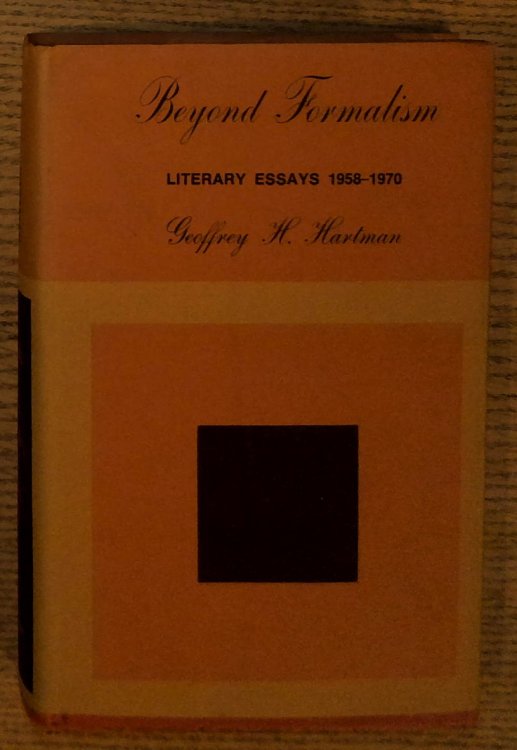 Beyond Formalism
LITERARY ESSAYS 1958–1970
Geoffrey H. Hartman